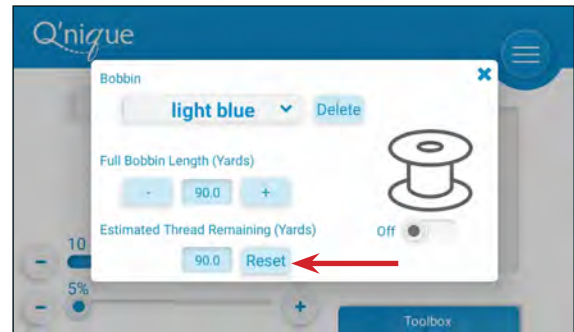 Q'nique
Bobbin
light blue
Delete
Full Bobbin Length (Yards)
- 90.0 +
Estimated Thread Remaining (Yards)
Off
90.0 Reset
10
-
5%
- +
Toolbox